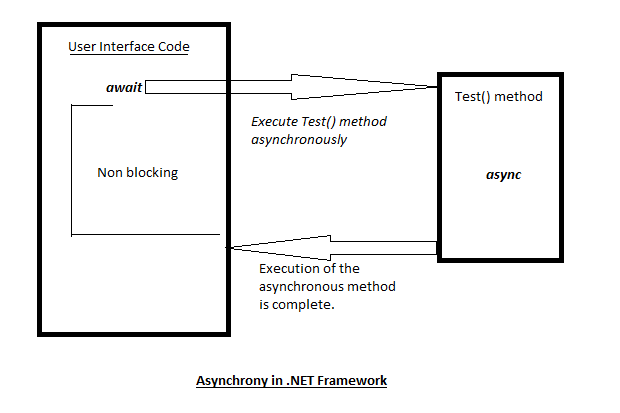 User Interface Code
await
Test() method
Execute Test() method
asynchronously
Non blocking
async
Execution of the
asynchronous method
is complete.
Asynchrony in .NET Framework